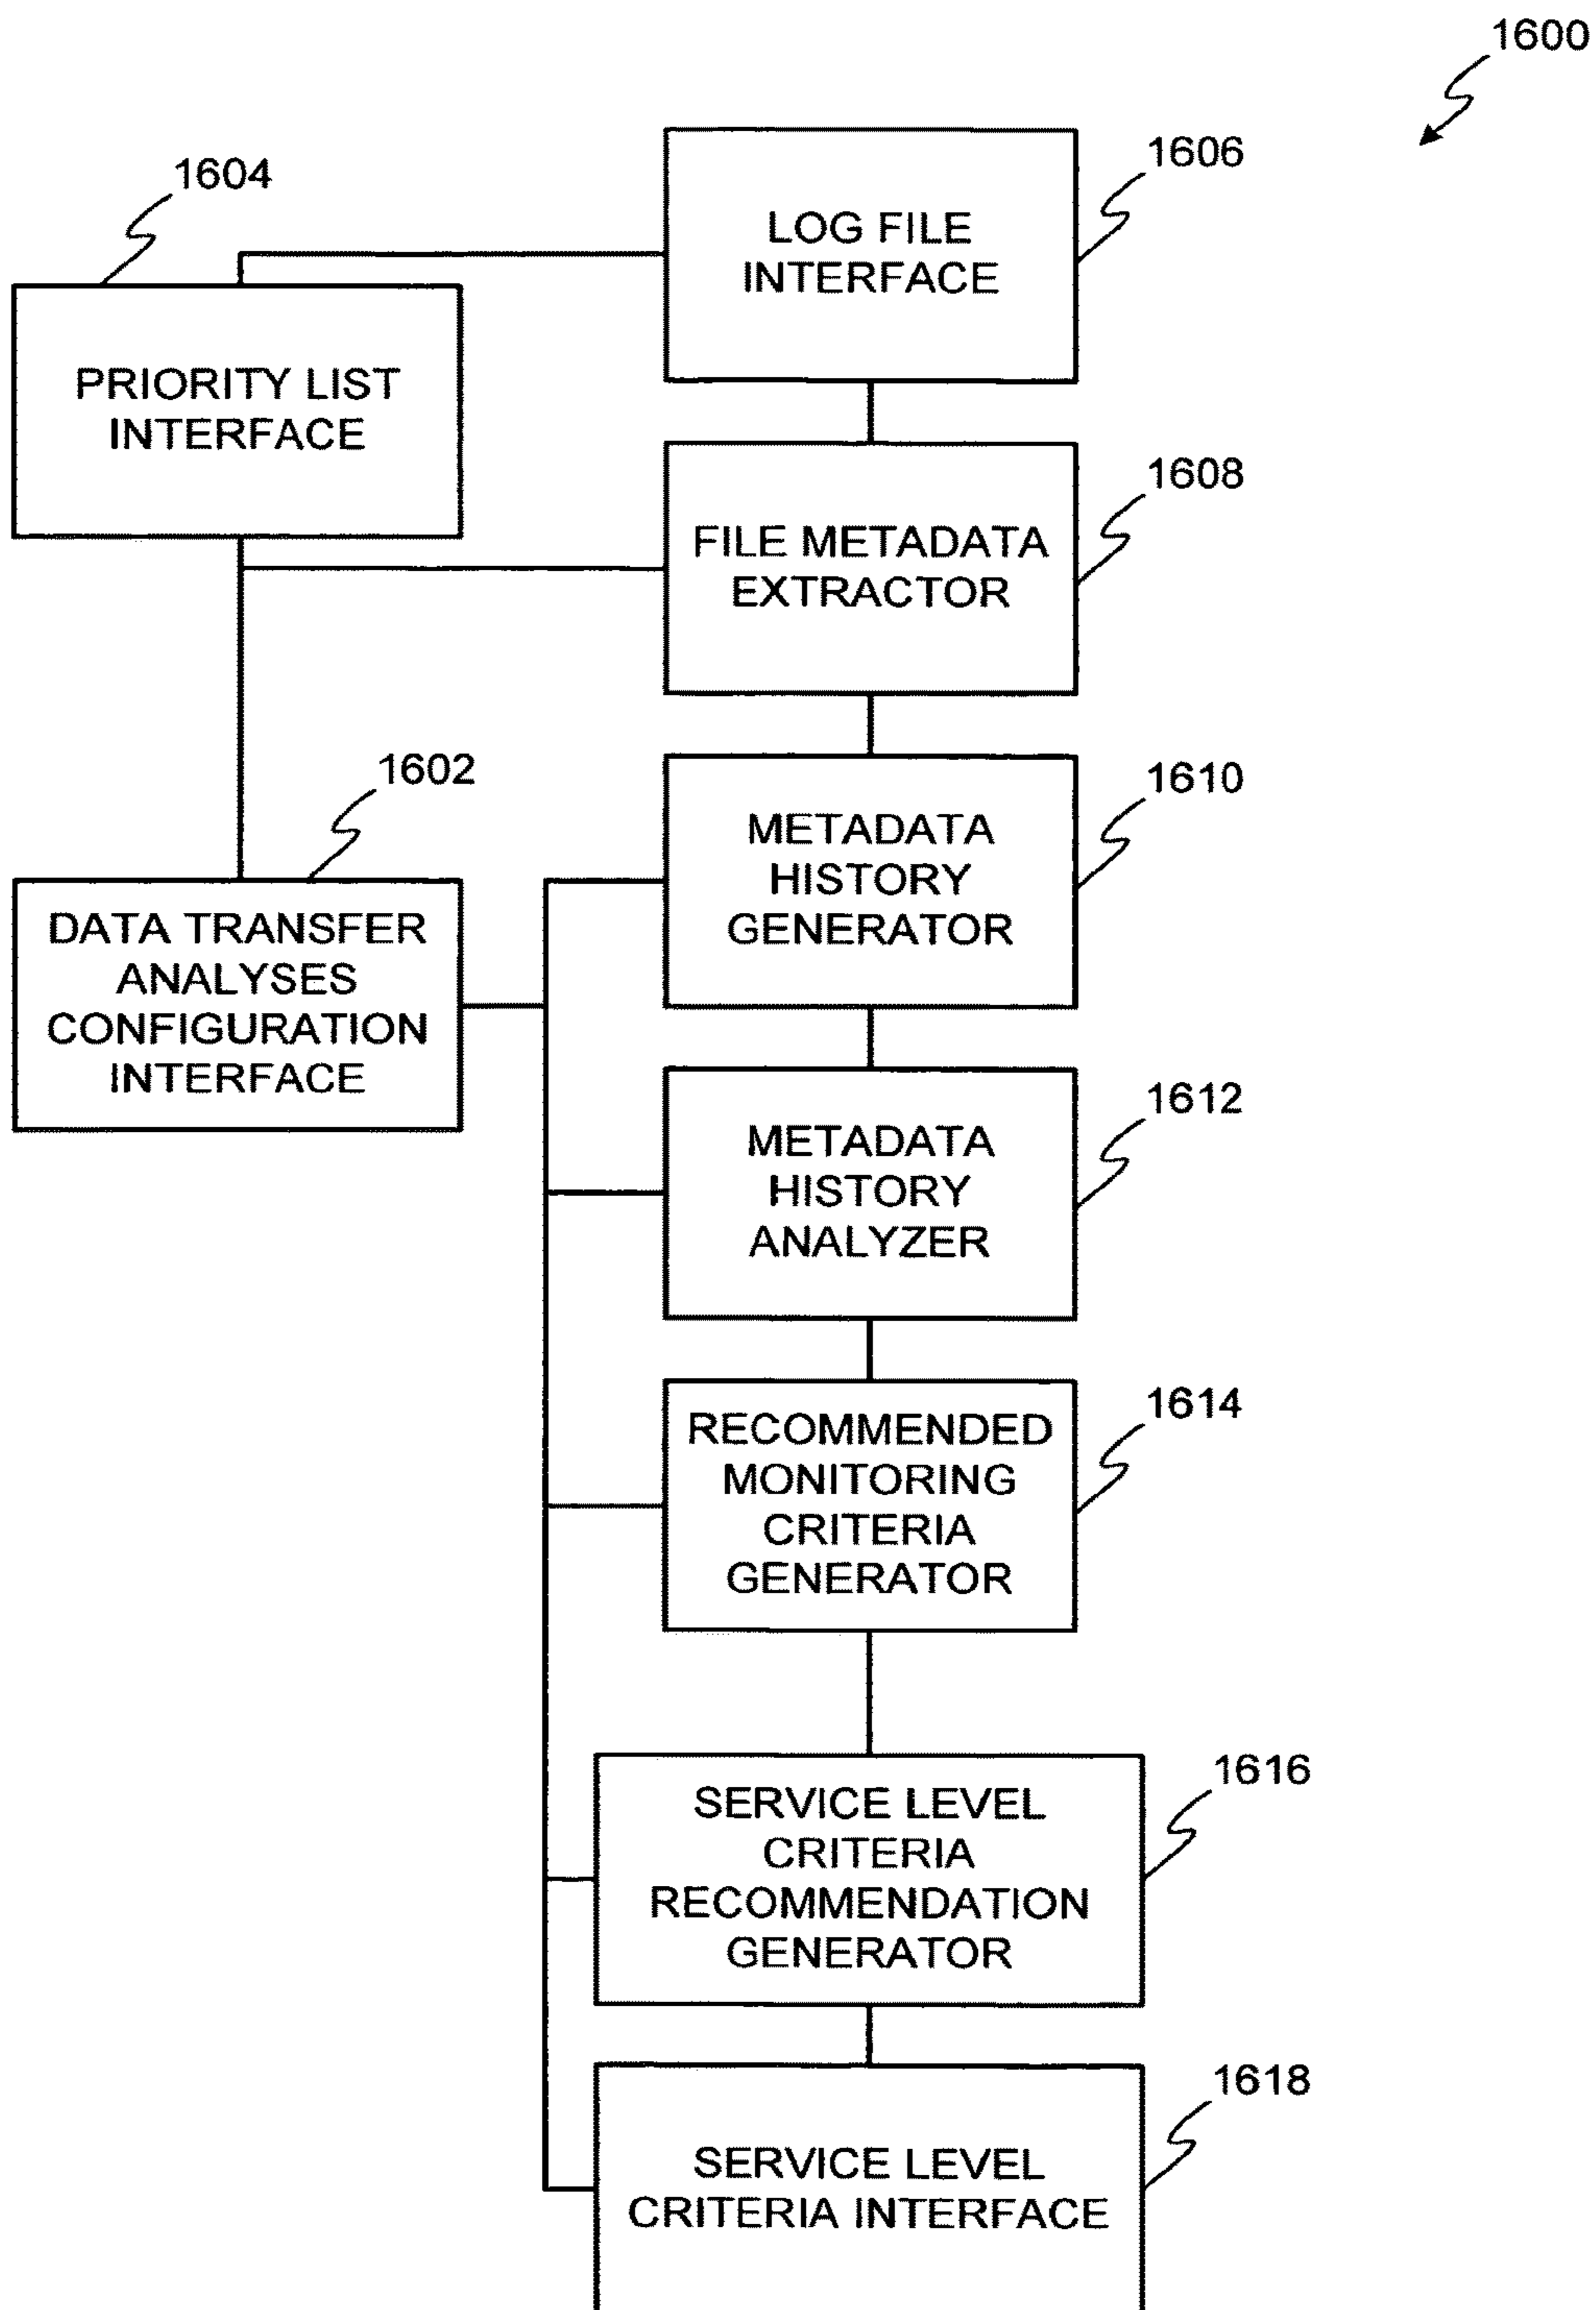 1600
1606
LOG FILE
INTERFACE
1604
PRIORITY LIST
INTERFACE
1608
FILE METADATA
EXTRACTOR
1602
DATA TRANSFER
ANALYSES
CONFIGURATION
INTERFACE
1610
METADATA
HISTORY
GENERATOR
1612
METADATA
HISTORY
ANALYZER
1614
RECOMMENDED
MONITORING
CRITERIA
GENERATOR
1616
SERVICE LEVEL
CRITERIA
RECOMMENDATION
GENERATOR
1618
SERVICE LEVEL
CRITERIA INTERFACE